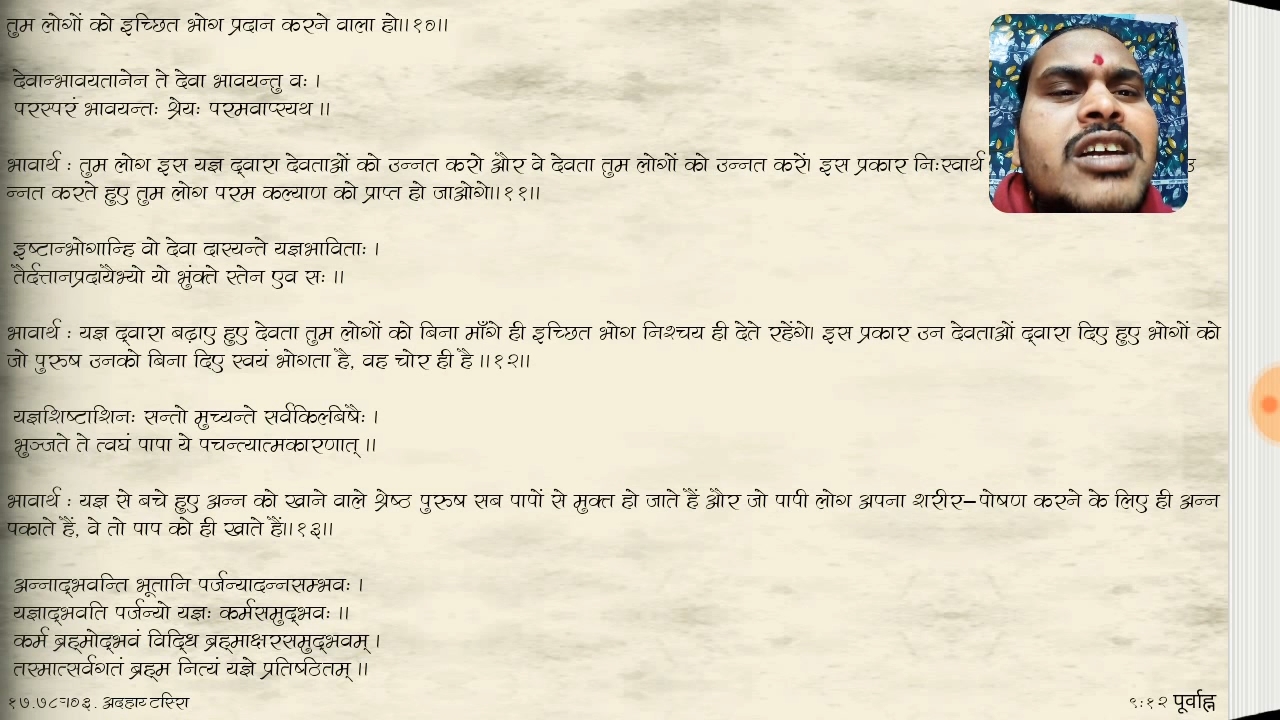 तुम लोगों को इच्छित भोग प्रदान करने वाला हो॥१०॥
देवान्भावयतानेन ते देवा भावयन्तु वः ।
परस्परं भावयन्तः श्रेयः परमवाप्स्यथ ॥
भावार्थ : तुम लोग इस यज्ञ द्वारा देवताओं को उन्नत करो और वे देवता तुम लोगों को उन्नत करें। इस प्रकार निःस्वार्थ उ
न्नत करते हुए तुम लोग परम कल्याण को प्राप्त हो जाओगे॥११॥
इष्टान्भोगान्हि वो देवा दास्यन्ते यज्ञभाविताः ।
तैर्दत्तानप्रदायैभ्यो यो भुंक्ते स्तेन एव सः ॥
भावार्थ : यज्ञ द्वारा बढ़ाए हुए देवता तुम लोगों को बिना माँगे ही इच्छित भोग निश्चय ही देते रहेंगे। इस प्रकार उन देवताओं द्वारा दिए हुए भोगों को
जो पुरुष उनको बिना दिए स्वयं भोगता है, वह चोर ही है ॥१२॥
यज्ञशिष्टाशिनः सन्तो मुच्यन्ते सर्वकिल्बिषैः ।
भुञ्जते ते त्वघं पापा ये पचन्त्यात्मकारणात् ॥
भावार्थ : यज्ञ से बचे हुए अन्न को खाने वाले श्रेष्ठ पुरुष सब पापों से मुक्त हो जाते हैं और जो पापी लोग अपना शरीर-पोषण करने के लिए ही अन्न
पकाते हैं, वे तो पाप को ही खाते हैं॥१३॥
अन्नाद्भवन्ति भूतानि पर्जन्यादन्नसम्भवः ।
यज्ञाद्भवति पर्जन्यो यज्ञः कर्मसमुद्भवः ॥
कर्म ब्रह्मोद्भवं विद्धि ब्रह्माक्षरसमुद्भवम् ।
तस्मात्सर्वगतं ब्रह्म नित्यं यज्ञे प्रतिष्ठितम् ॥
९:१२ पूर्वाह्न